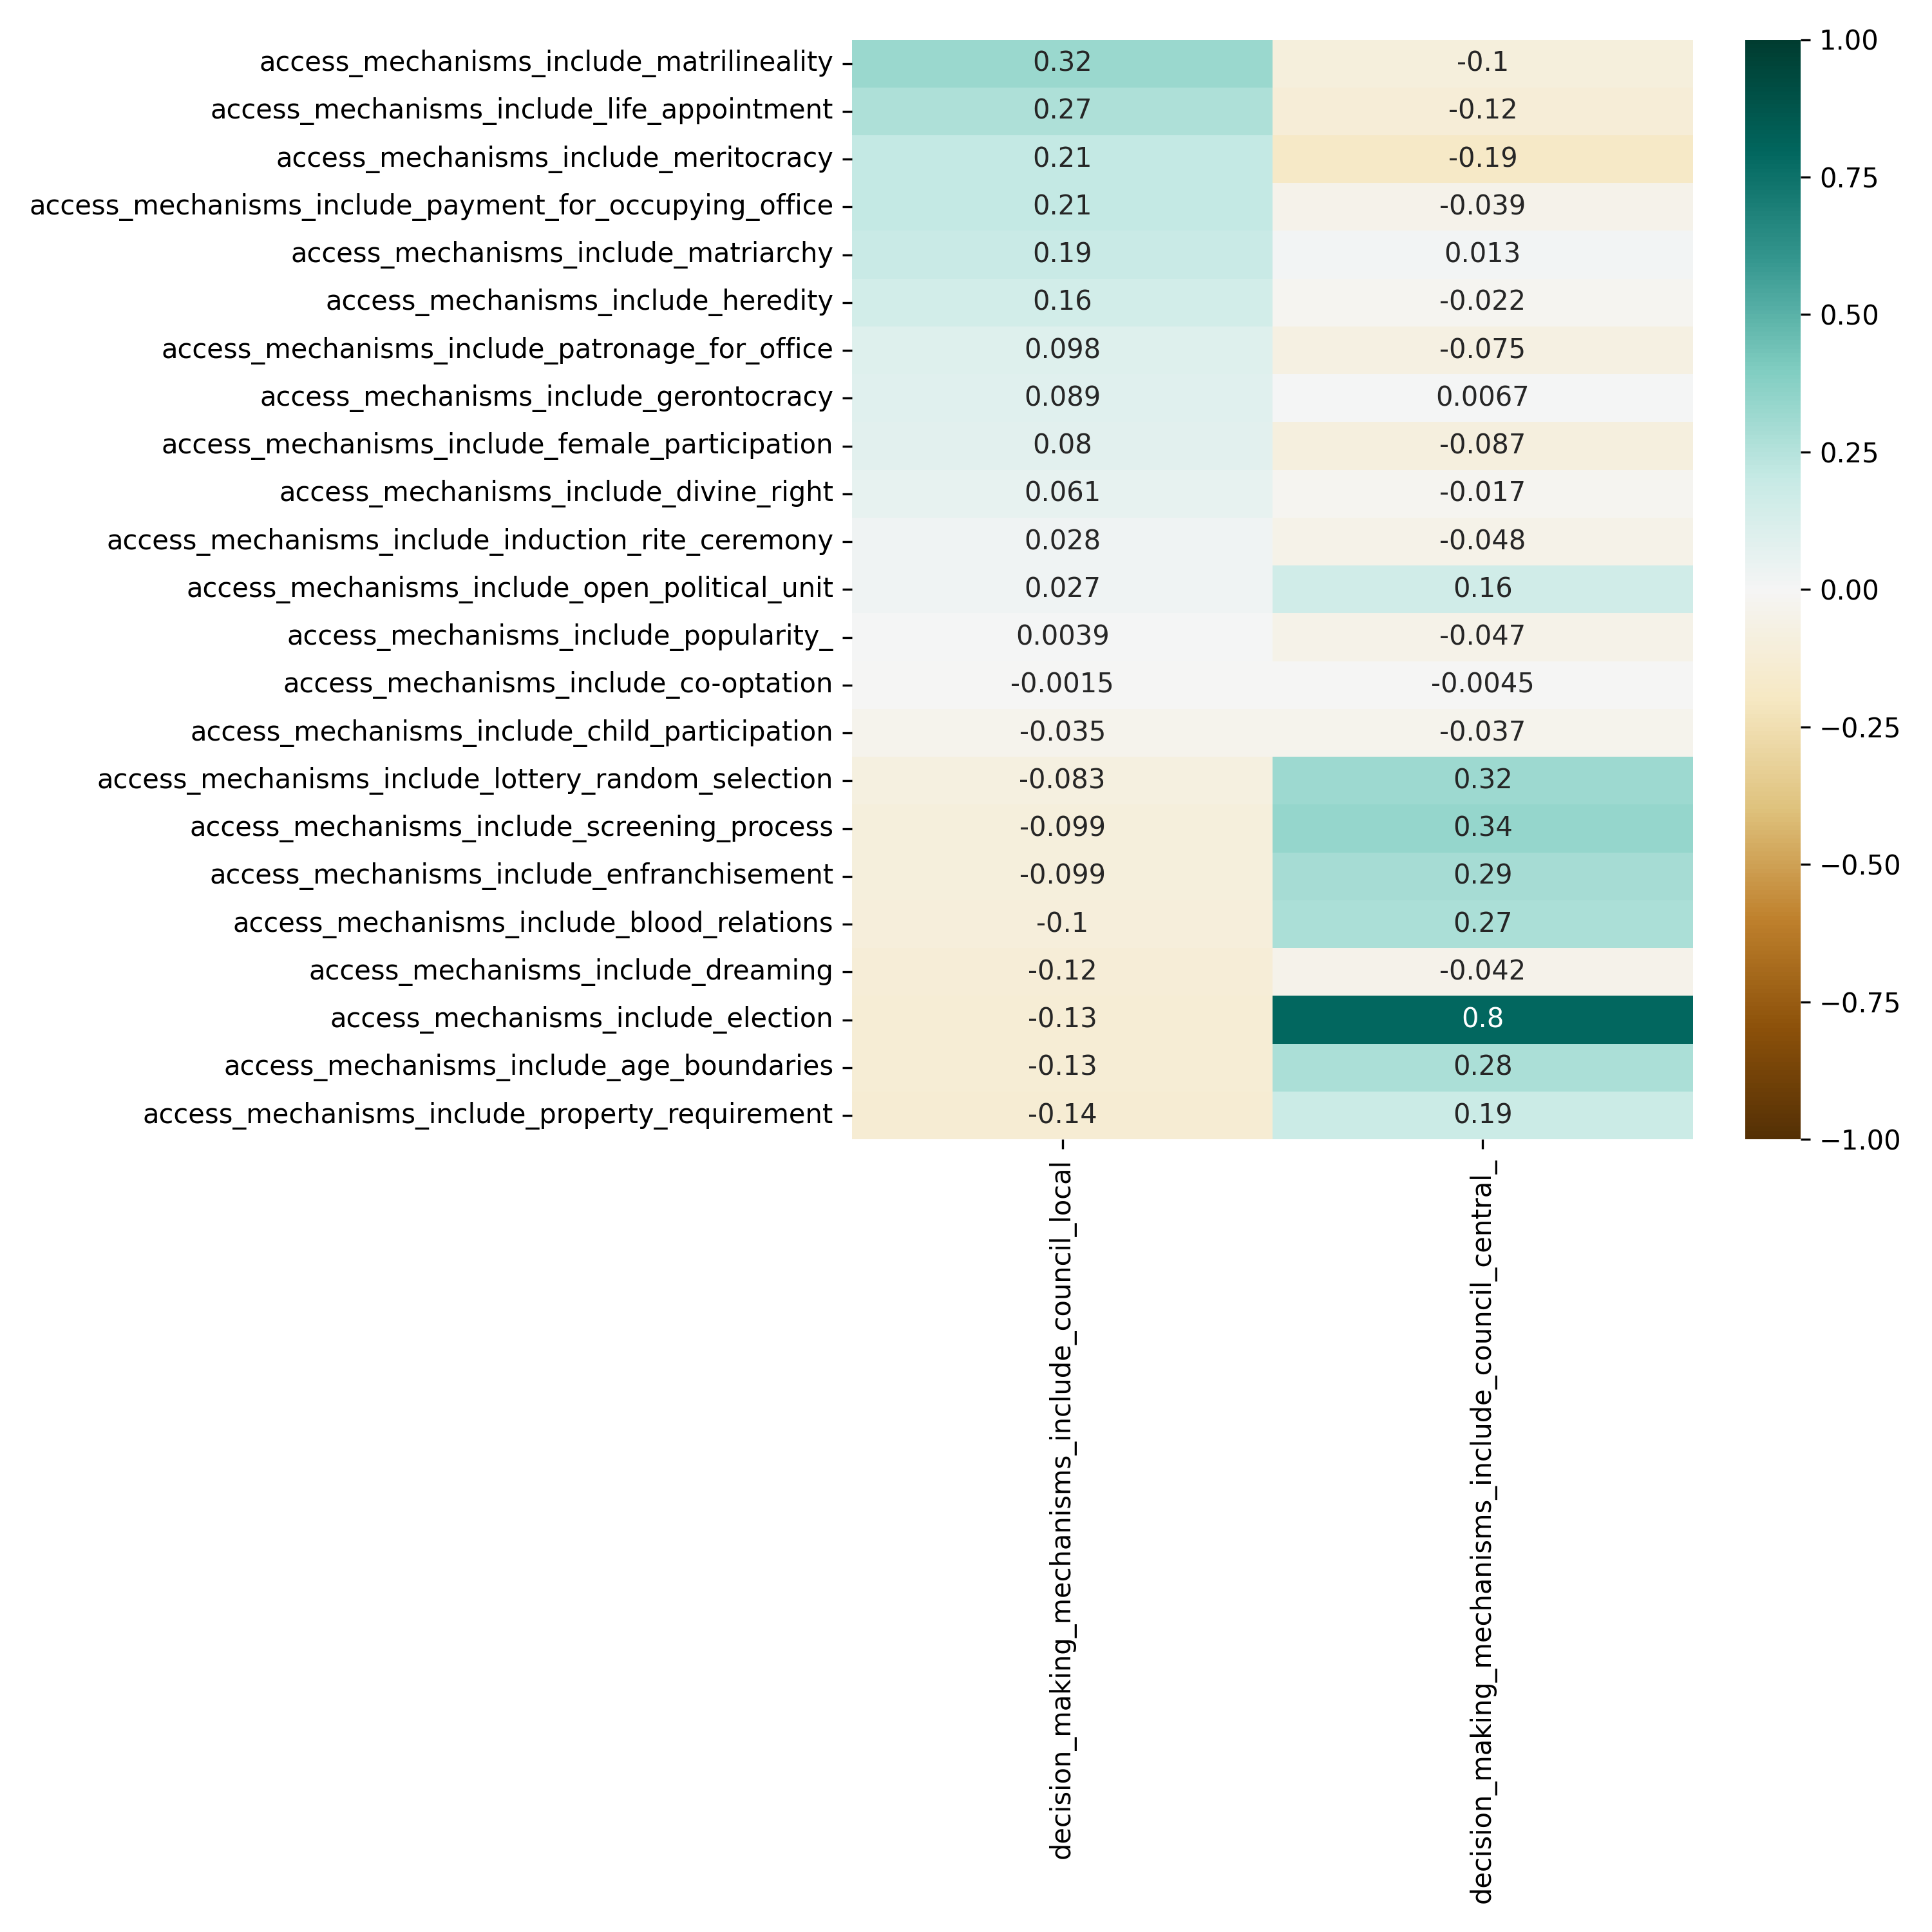 access_mechanisms_include_matrilineality 0.32 -0.1
access_mechanisms_include_life_appointment 0.27 -0.12
access_mechanisms_include_meritocracy 0.21 -0.19
access_mechanisms_include_payment_for_occupying_office 0.21 -0.039
access_mechanisms_include_matriarchy 0.19 0.013
access_mechanisms_include_heredity 0.16 -0.022
access_mechanisms_include_patronage_for_office 0.098 -0.075
access_mechanisms_include_gerontocracy 0.089 0.0067
access_mechanisms_include_female_participation 0.08 -0.087
access_mechanisms_include_divine_right 0.061 -0.017
access_mechanisms_include_induction_rite_ceremony 0.028 -0.048
access_mechanisms_include_open_political_unit 0.027 0.16
access_mechanisms_include_popularity_ 0.0039 -0.047
access_mechanisms_include_co-optation -0.0015 -0.0045
access_mechanisms_include_child_participation -0.035 -0.037
access_mechanisms_include_lottery_random_selection -0.083 0.32
access_mechanisms_include_screening_process -0.099 0.34
access_mechanisms_include_enfranchisement -0.099 0.29
access_mechanisms_include_blood_relations -0.1 0.27
access_mechanisms_include_dreaming -0.12 -0.042
access_mechanisms_include_election -0.13 0.8
access_mechanisms_include_age_boundaries -0.13 0.28
access_mechanisms_include_property_requirement -0.14 0.19
decision_making_mechanisms_include_council_local
decision_making_mechanisms_include_council_central_
1.00
0.75
0.50
0.25
0.00
−0.25
−0.50
−0.75
−1.00